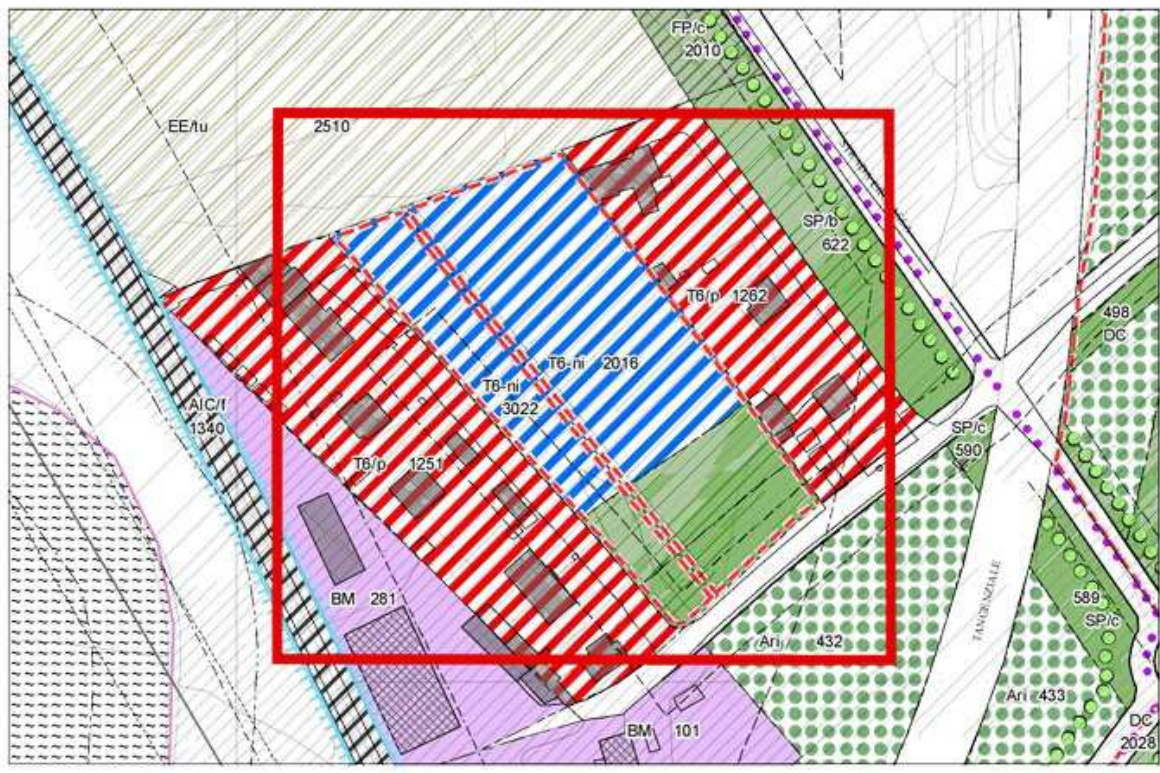 FP/c
2010
EE/tu 2510
SP/b
622
T6/p 1262
498
DC
T6-ni 2016
T6-ni
3022
AIC/f
1340
SP/c
590
T6/p 1251
TANGENZIALE
BM 281
589
SP/c
Ari 432
Ari 433
BM 101
DC
2028